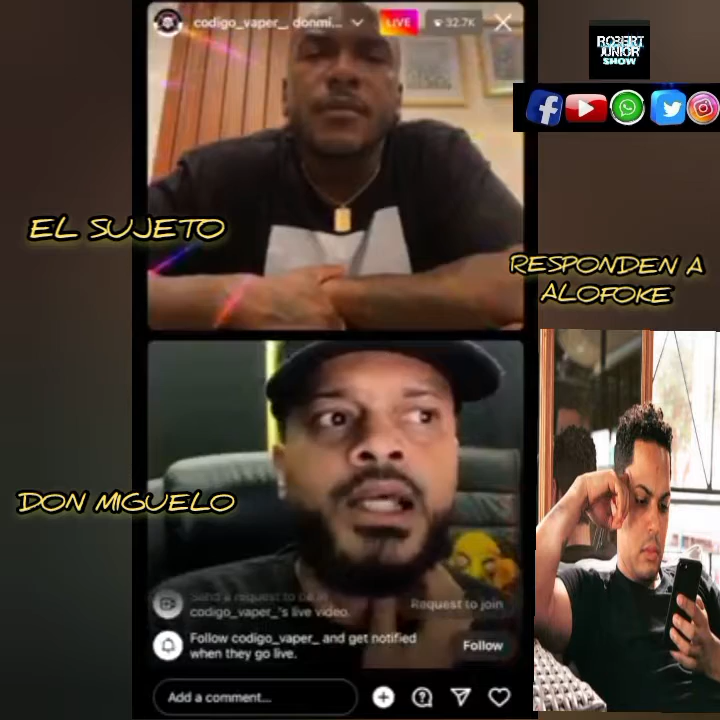 codigo_vaper_, donmi...
LIVE
32.7K
ROBERT
JUNIOR
SHOW
EL SUJETO
RESPONDEN A
ALOFOKE
DON MIGUELO
Send a request to be in
codigo_vaper_'s live video.
Request to join
Follow codigo_vaper_ and get notified
when they go live.
Follow
Add a comment...